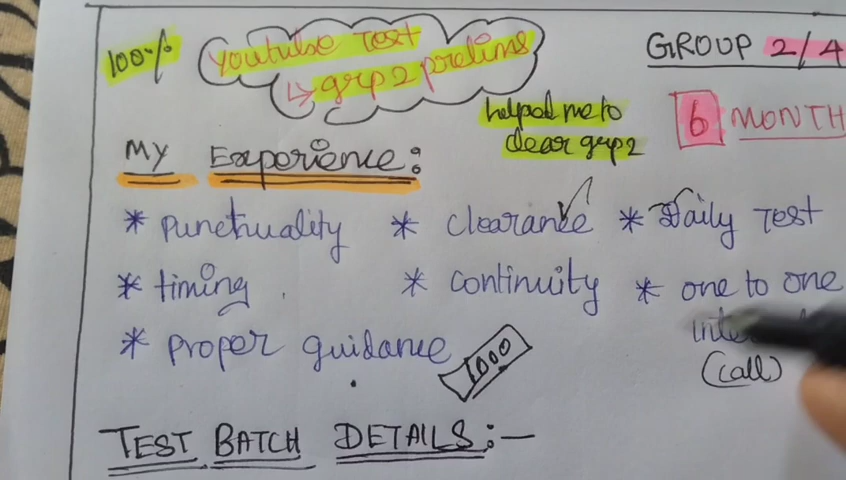 100%
Youtube Test
↳ grp 2 prelims
GROUP 2/4
helped me to
clear grp 2
6 MONTH
MY Experience:
* Punctuality * Clearance * Daily Test
* timing * continuity * one to one
* Proper guidance
1000
(call)
TEST BATCH DETAILS:-